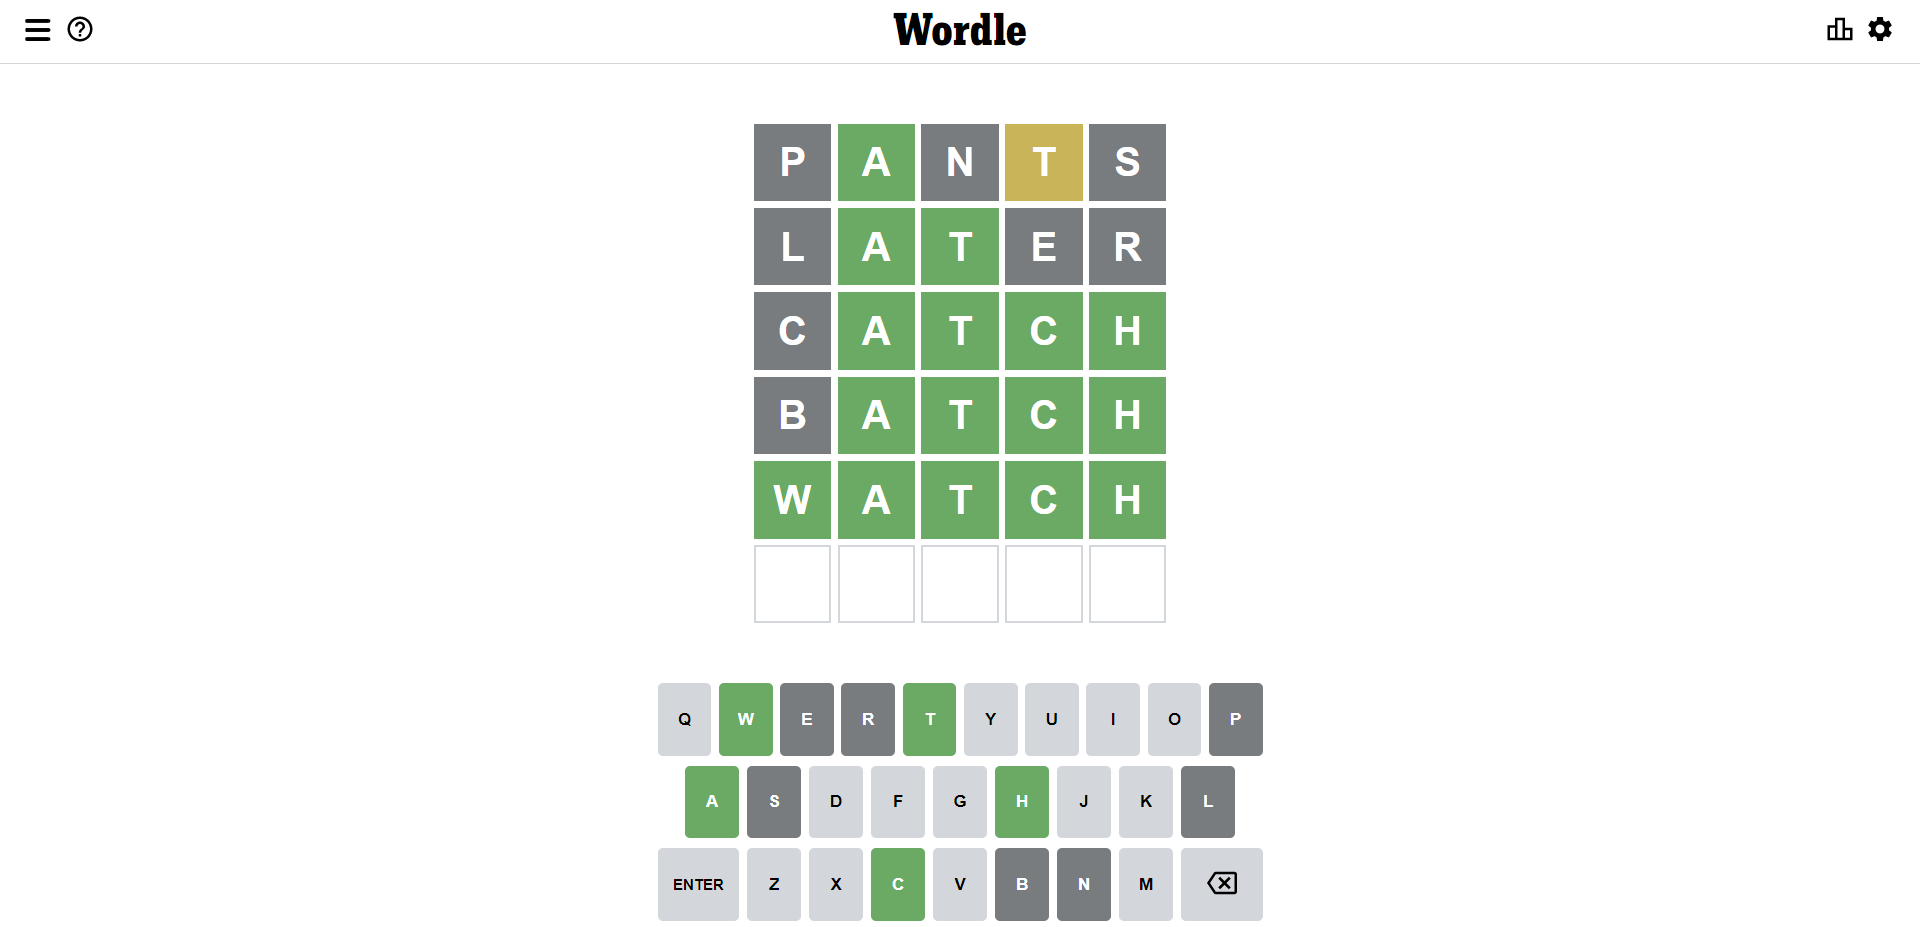 Wordle
P A N T S
L A T E R
C A T C H
B A T C H
W A T C H
Q W E R T Y U I O P
A S D F G H J K L
ENTER Z X C V B N M